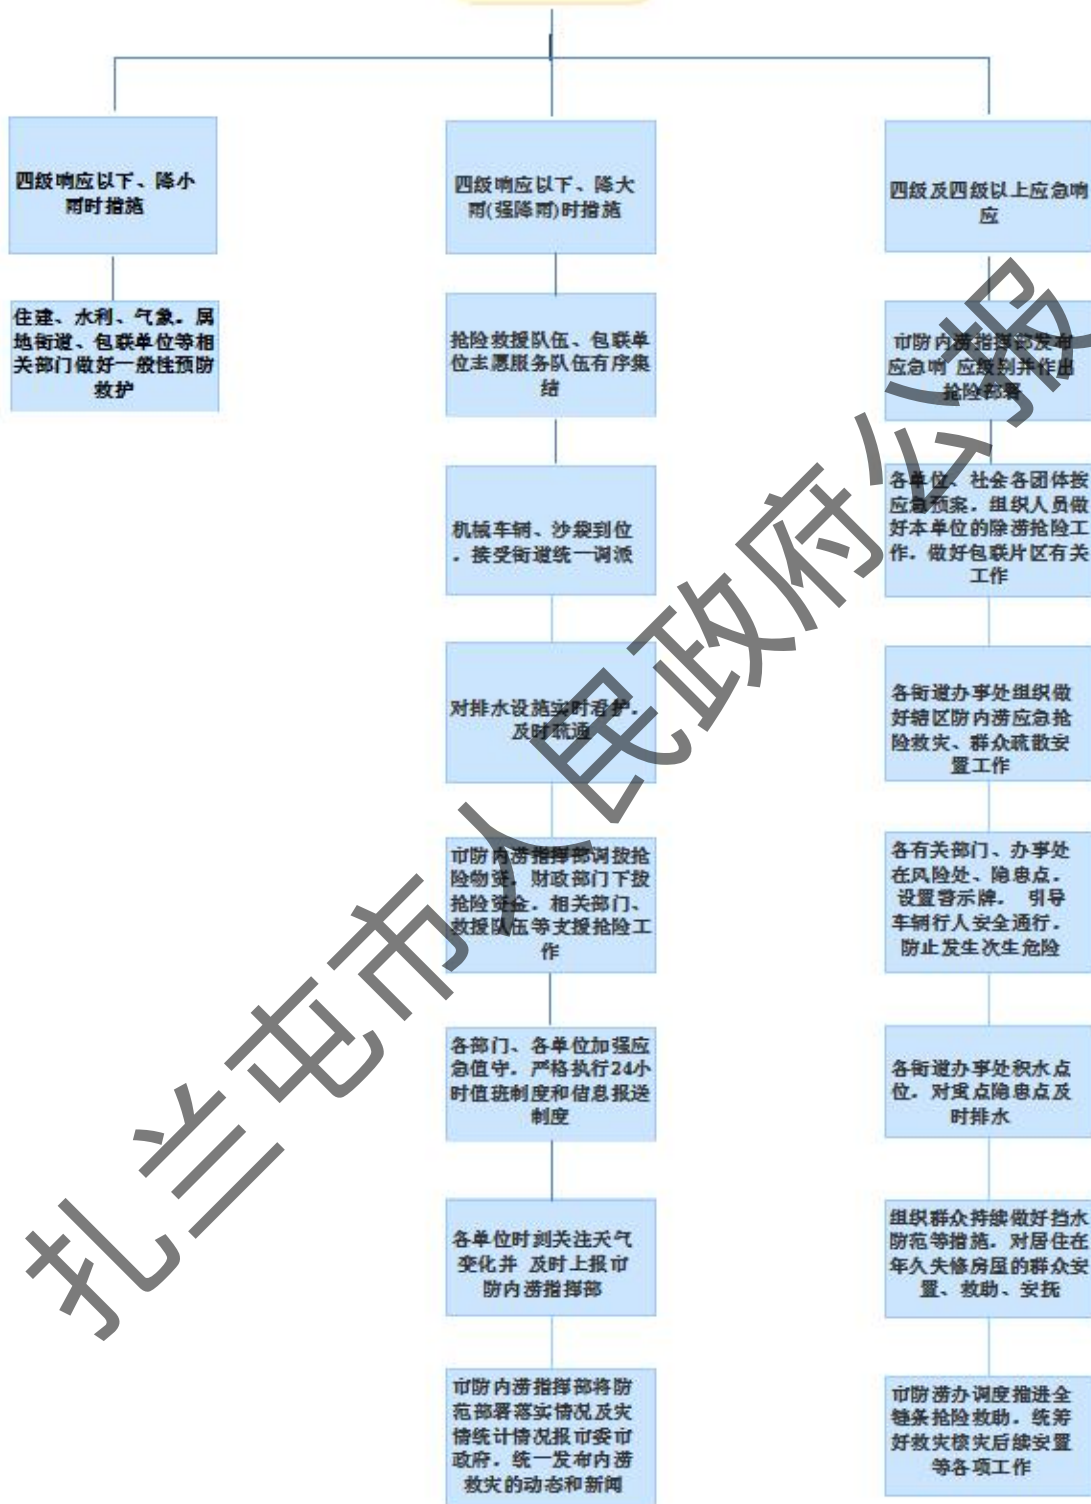 四级响应以下、降小
雨时措施
住建、水利、气象。属
地街道、包联单位等相
关部门做好一般性预防
救护
四级响应以下、降大
雨(强降雨)时措施
抢险救援队伍、包联单
位志愿服务队伍有序集
结
机械车辆、沙袋到位
。接受街道统一调派
对排水设施实时看护。
及时疏通
市防内涝指挥部调拨抢
险物资。财政部门下拨
抢险资金。相关部门、
救援队伍等支援抢险工
作
各部门、各单位加强应
急值守。严格执行24小
时值班制度和信息报送
制度
各单位时刻关注天气
变化并 及时上报市
防内涝指挥部
市防内涝指挥部将防
范部署落实情况及灾
情统计情况报市委市
政府。统一发布内涝
救灾的动态和新闻
四级及四级以上应急响
应
市防内涝指挥部发布
应急响 应级别并作出
抢险部署
各单位、社会各团体按
应急预案。组织人员做
好本单位的除涝抢险工
作。做好包联片区有关
工作
各街道办事处组织做
好辖区防内涝应急抢
险救灾、群众疏散安
置工作
各有关部门、办事处
在风险处、隐患点。
设置警示牌。 引导
车辆行人安全通行。
防止发生次生危险
各街道办事处积水点
位。对重点隐患点及
时排水
组织群众持续做好挡水
防范等措施。对居住在
年久失修房屋的群众安
置、救助、安抚
市防涝办调度推进全
链条抢险救助。统筹
好救灾核灾后续安置
等各项工作
扎兰屯市人民政府公报